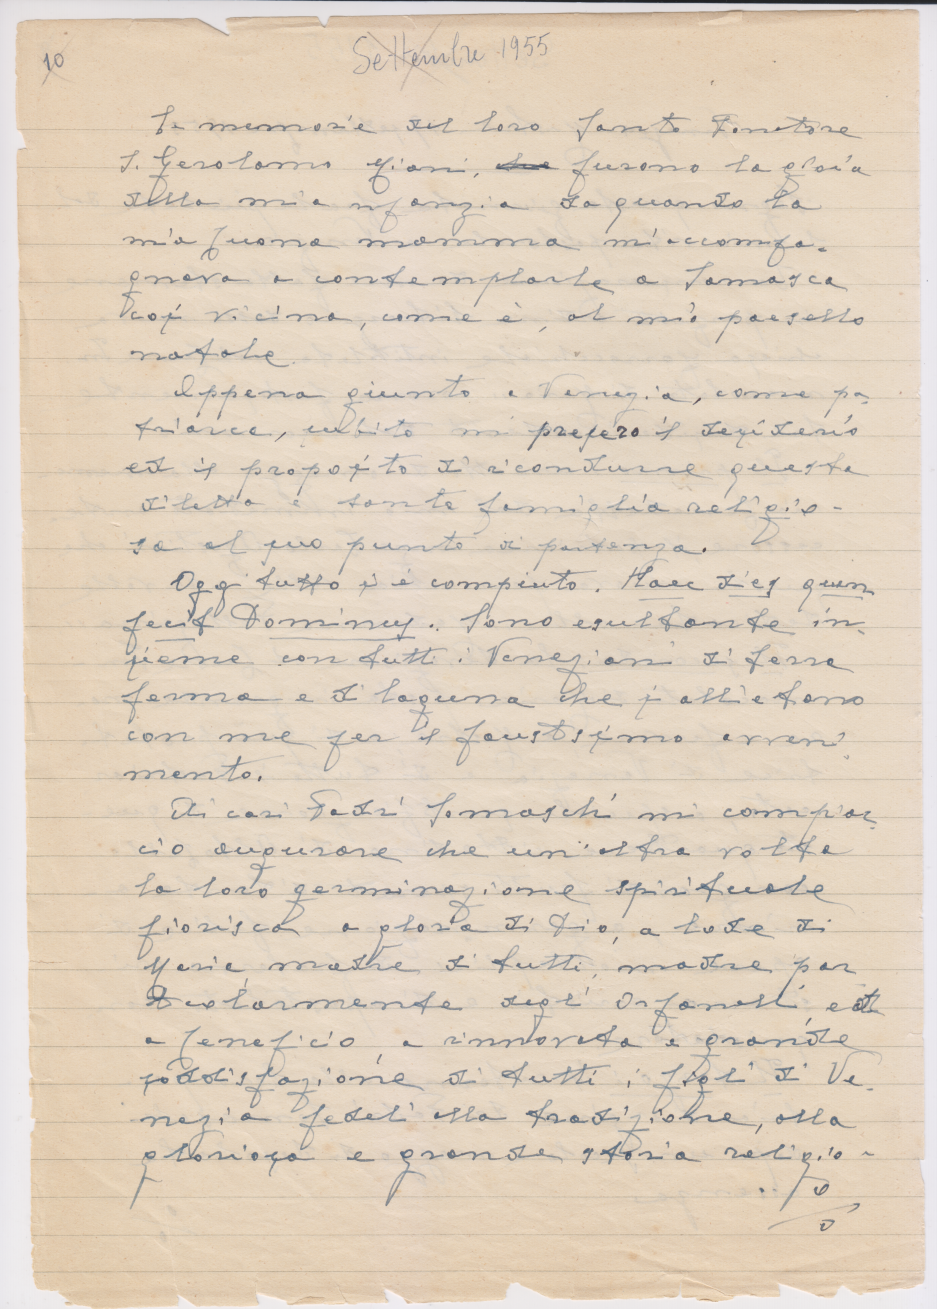 10
Settembre 1955
Le memorie del loro Santo Fondatore
S. Gerolamo Miani, furono la gioia
della mia infanzia da quando la
mia buona mamma mi accompa-
gnava a contemplarle a Somasca
così vicina, come è, al mio paesello
natale.
Appena giunto a Venezia, come pa-
triarca, subito mi presero il desiderio
ed il proposito di ricondurre questa
diletta e santa famiglia religio-
sa al suo punto di partenza.
Oggi tutto si è compiuto. Haec dies quam
fecit Dominus. Sono esultante in-
sieme con tutti i Veneziani di terra
ferma e di laguna che si allietano
con me per il faustissimo avveni-
mento.
Ai cari Padri Somaschi mi compiac-
cio augurare che un'altra volta
la loro germinazione spirituale
fiorisca a gloria di Dio, a lode di
Maria madre di tutti, madre par
ticolarmente degli Orfanelli, ed
a beneficio, a rinnovata e grande
soddisfazione di tutti i figli di Ve-
nezia fedeli alla tradizione, alla
gloriosa e grande storia religio-